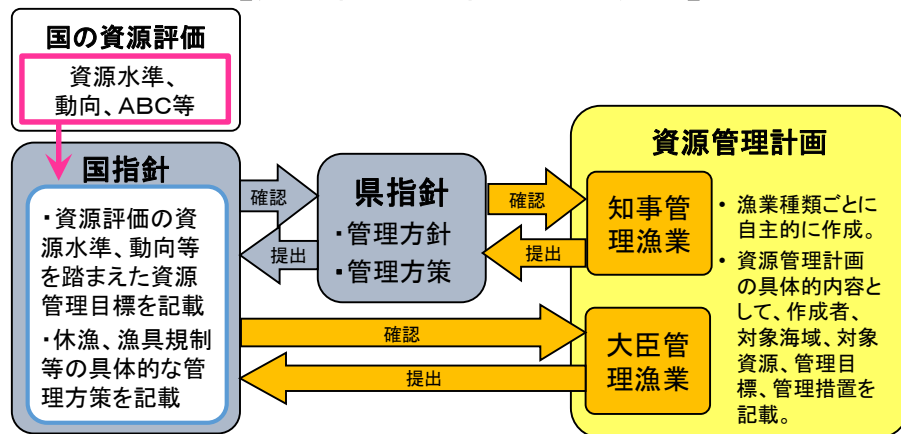 国の資源評価
資源水準、
動向、ABC等
国指針
・資源評価の資
源水準、動向等
を踏まえた資源
管理目標を記載
・休漁、漁具規制
等の具体的な管
理方策を記載
確認
提出
県指針
・管理方針
・管理方策
確認
提出
確認
提出
資源管理計画
知事管
理漁業
大臣管
理漁業
• 漁業種類ごとに
自主的に作成。
• 資源管理計画
の具体的内容と
して、作成者、
対象海域、対象
資源、管理目
標、管理措置を
記載。